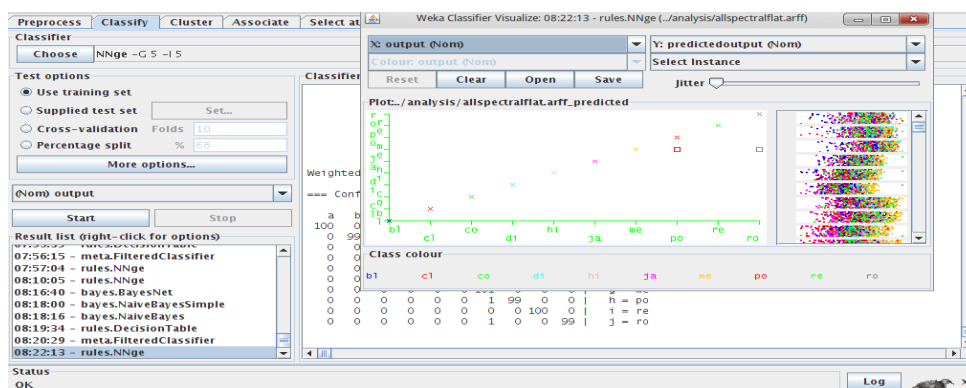 Preprocess Classify Cluster Associate Select at
Weka Classifier Visualize: 08:22:13 - rules.NNge (../analysis/allspectralflat.arff)
Classifier
Choose NNge -G 5 -I 5
X: output (Nom) Y: predictedoutput (Nom)
Colour: output (Nom) Select Instance
Reset Clear Open Save Jitter
Test options
Use training set
Supplied test set Set...
Cross-validation Folds 10
Percentage split % 66
More options...
Classifier
Plot:../analysis/allspectralflat.arff_predicted
bl cl co di hi ja me po re ro
(Nom) output
Start Stop
Weighted
=== Conf
a b
100 0
0 99
Class colour
bl cl co di hi ja me po re ro
0 0 0 0 0 1 99 0 0 | h = po
0 0 0 0 0 0 0 100 0 | i = re
0 0 0 0 0 1 0 0 99 | j = ro
Result list (right-click for options)
07:56:15 - meta.FilteredClassifier
07:57:04 - rules.NNge
08:10:05 - rules.NNge
08:16:40 - bayes.BayesNet
08:18:00 - bayes.NaiveBayesSimple
08:18:16 - bayes.NaiveBayes
08:19:34 - rules.DecisionTable
08:20:29 - meta.FilteredClassifier
08:22:13 - rules.NNge
Status
OK
Log